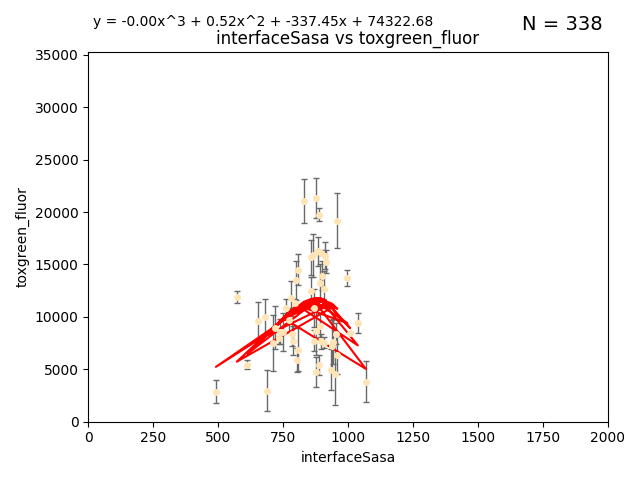 y = -0.00x^3 + 0.52x^2 + -337.45x + 74322.68
N = 338
interfaceSasa vs toxgreen_fluor
35000
30000
25000
20000
15000
10000
5000
0
toxgreen_fluor
0 250 500 750 1000 1250 1500 1750 2000
interfaceSasa